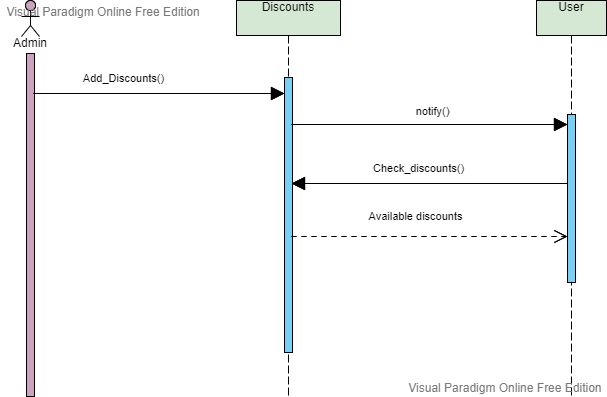 Visual Paradigm Online Free Edition
Discounts
User
Admin
Add_Discounts()
notify()
Check_discounts()
Available discounts
Visual Paradigm Online Free Edition